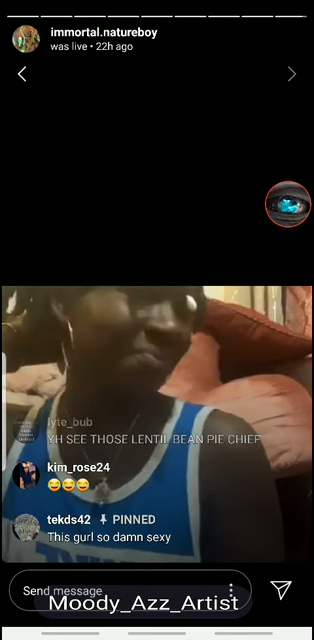 immortal.natureboy
was live • 22h ago
lyte_bub
YH SEE THOSE LENTIL BEAN PIE CHIEF
kim_rose24
😂😂😂
tekds42 PINNED
This gurl so damn sexy
Send message
Moody_Azz_Artist